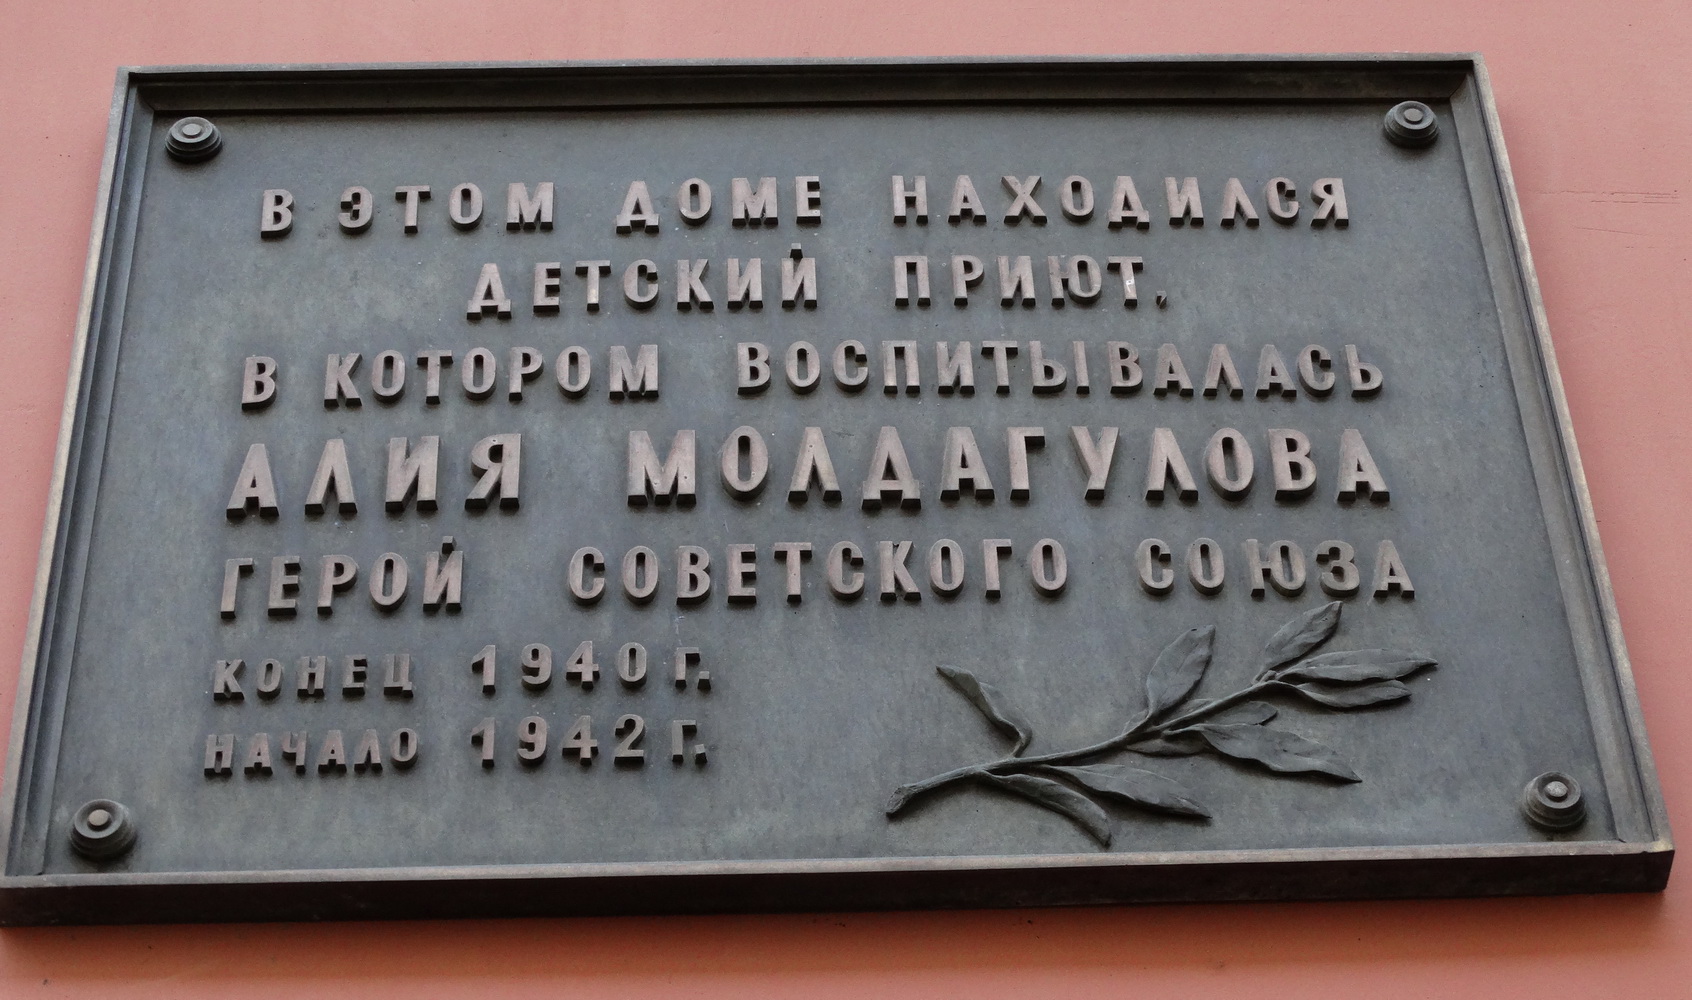 В ЭТОМ ДОМЕ НАХОДИЛСЯ
ДЕТСКИЙ ПРИЮТ,
В КОТОРОМ ВОСПИТЫВАЛАСЬ
АЛИЯ МОЛДАГУЛОВА
ГЕРОЙ СОВЕТСКОГО СОЮЗА
КОНЕЦ 1940 г.
НАЧАЛО 1942 г.